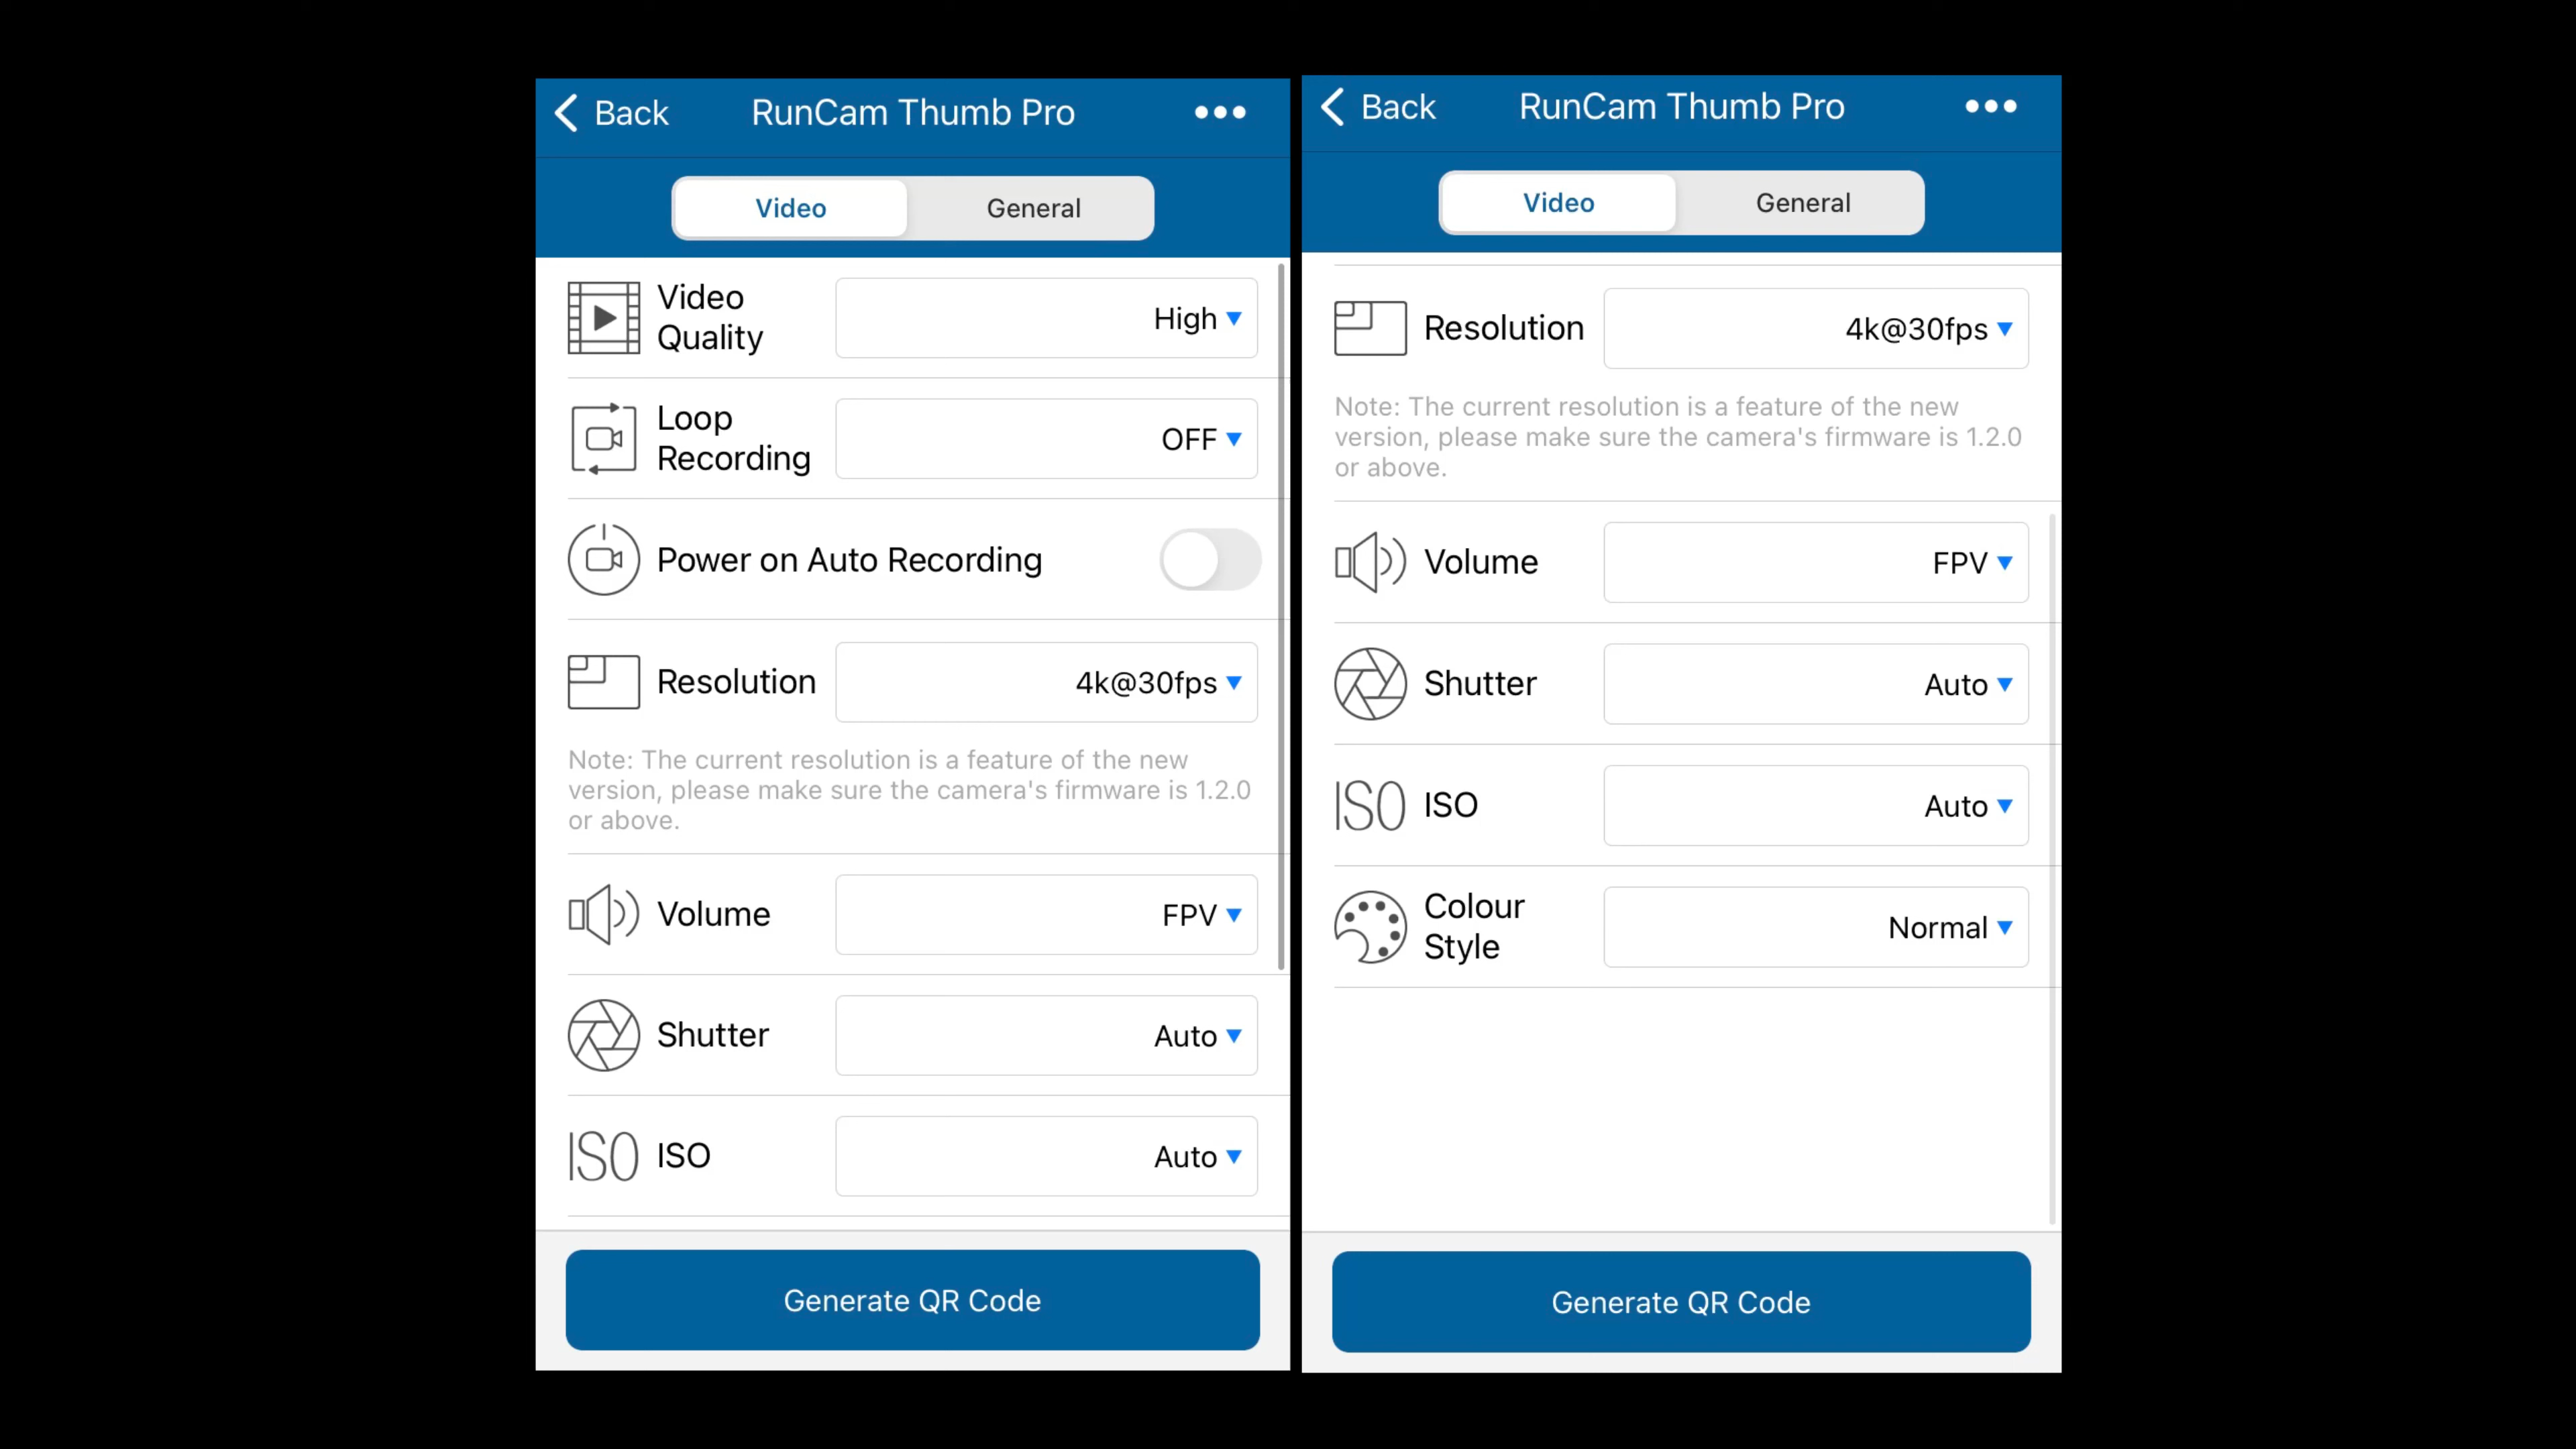 Back
RunCam Thumb Pro
Video
General
Video
Quality
High
Loop
Recording
OFF
Power on Auto Recording
Resolution
4k@30fps
Note: The current resolution is a feature of the new
version, please make sure the camera's firmware is 1.2.0
or above.
Volume
FPV
Shutter
Auto
ISO
ISO
Auto
Generate QR Code
Back
RunCam Thumb Pro
Video
General
Resolution
4k@30fps
Note: The current resolution is a feature of the new
version, please make sure the camera's firmware is 1.2.0
or above.
Volume
FPV
Shutter
Auto
ISO
ISO
Auto
Colour
Style
Normal
Generate QR Code